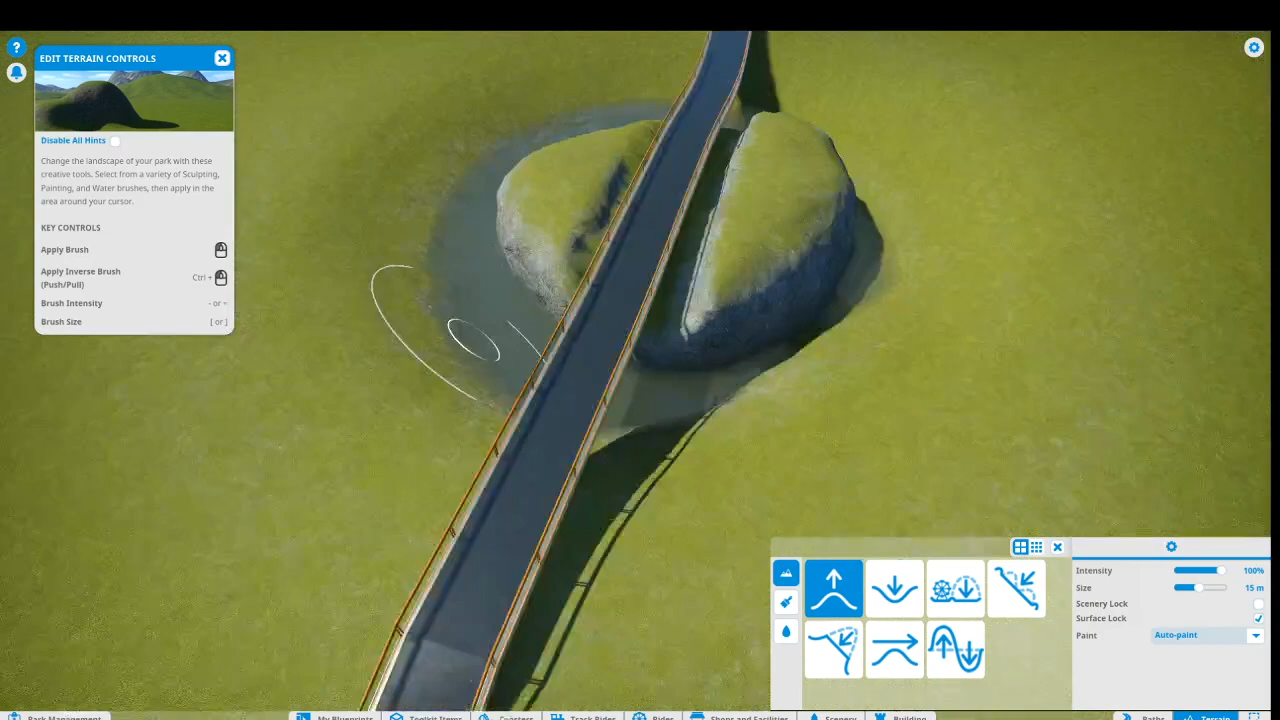 EDIT TERRAIN CONTROLS
Disable All Hints
Change the landscape of your park with these
creative tools. Select from a variety of Sculpting,
Painting, and Water brushes, then apply in the
area around your cursor.
KEY CONTROLS
Apply Brush
Apply Inverse Brush
(Push/Pull)
Ctrl +
Brush Intensity
- or =
Brush Size
[ or ]
Intensity
100%
Size
15 m
Scenery Lock
Surface Lock
Paint
Auto-paint
Park Management
My Blueprints
Toolkit Items
Coasters
Track Rides
Rides
Shops and Facilities
Scenery
Building
Paths
Terrain